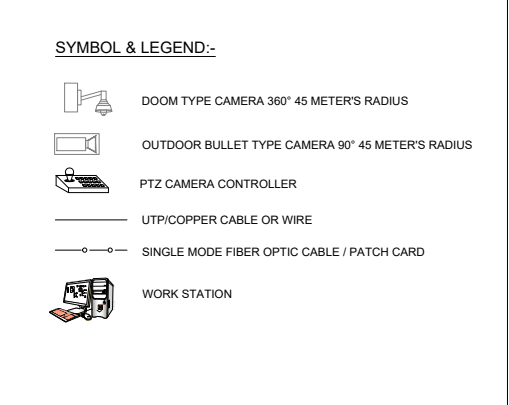 SYMBOL & LEGEND:-
DOOM TYPE CAMERA 360° 45 METER'S RADIUS
OUTDOOR BULLET TYPE CAMERA 90° 45 METER'S RADIUS
PTZ CAMERA CONTROLLER
UTP/COPPER CABLE OR WIRE
SINGLE MODE FIBER OPTIC CABLE / PATCH CARD
WORK STATION